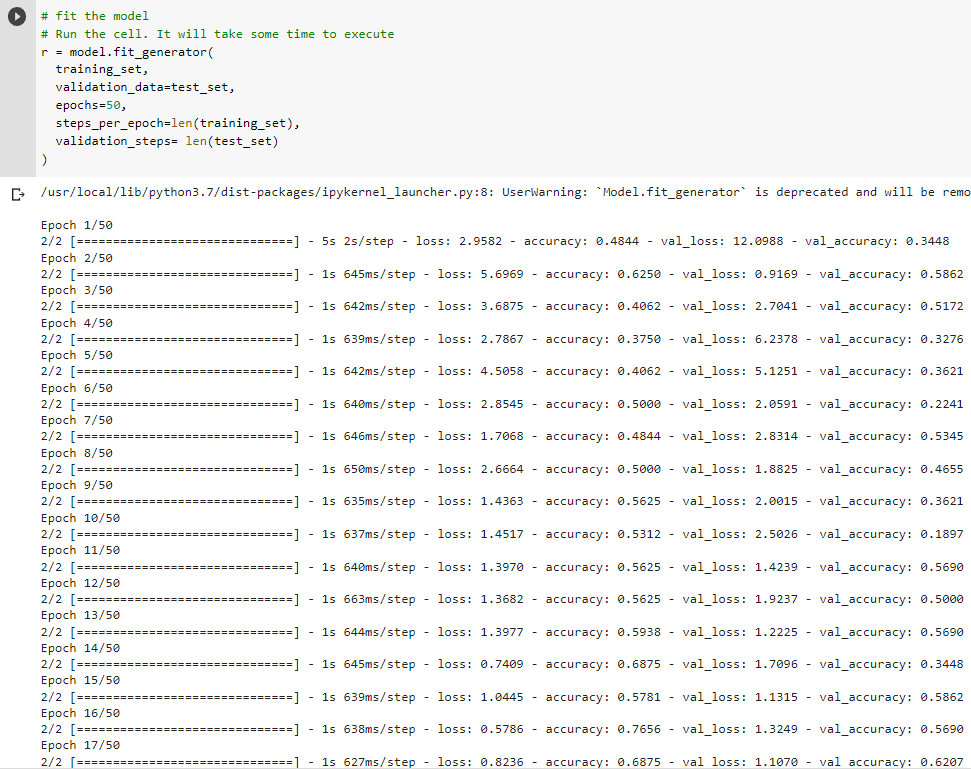 # fit the model
# Run the cell. It will take some time to execute
r = model.fit_generator(
  training_set,
  validation_data=test_set,
  epochs=50,
  steps_per_epoch=len(training_set),
  validation_steps= len(test_set)
)
/usr/local/lib/python3.7/dist-packages/ipykernel_launcher.py:8: UserWarning: `Model.fit_generator` is deprecated and will be remo
Epoch 1/50
2/2 [==============================] - 5s 2s/step - loss: 2.9582 - accuracy: 0.4844 - val_loss: 12.0988 - val_accuracy: 0.3448
Epoch 2/50
2/2 [==============================] - 1s 645ms/step - loss: 5.6969 - accuracy: 0.6250 - val_loss: 0.9169 - val_accuracy: 0.5862
Epoch 3/50
2/2 [==============================] - 1s 642ms/step - loss: 3.6875 - accuracy: 0.4062 - val_loss: 2.7041 - val_accuracy: 0.5172
Epoch 4/50
2/2 [==============================] - 1s 639ms/step - loss: 2.7867 - accuracy: 0.3750 - val_loss: 6.2378 - val_accuracy: 0.3276
Epoch 5/50
2/2 [==============================] - 1s 642ms/step - loss: 4.5058 - accuracy: 0.4062 - val_loss: 5.1251 - val_accuracy: 0.3621
Epoch 6/50
2/2 [==============================] - 1s 640ms/step - loss: 2.8545 - accuracy: 0.5000 - val_loss: 2.0591 - val_accuracy: 0.2241
Epoch 7/50
2/2 [==============================] - 1s 646ms/step - loss: 1.7068 - accuracy: 0.4844 - val_loss: 2.8314 - val_accuracy: 0.5345
Epoch 8/50
2/2 [==============================] - 1s 650ms/step - loss: 2.6664 - accuracy: 0.5000 - val_loss: 1.8825 - val_accuracy: 0.4655
Epoch 9/50
2/2 [==============================] - 1s 635ms/step - loss: 1.4363 - accuracy: 0.5625 - val_loss: 2.0015 - val_accuracy: 0.3621
Epoch 10/50
2/2 [==============================] - 1s 637ms/step - loss: 1.4517 - accuracy: 0.5312 - val_loss: 2.5026 - val_accuracy: 0.1897
Epoch 11/50
2/2 [==============================] - 1s 640ms/step - loss: 1.3970 - accuracy: 0.5625 - val_loss: 1.4239 - val_accuracy: 0.5690
Epoch 12/50
2/2 [==============================] - 1s 663ms/step - loss: 1.3682 - accuracy: 0.5625 - val_loss: 1.9237 - val_accuracy: 0.5000
Epoch 13/50
2/2 [==============================] - 1s 644ms/step - loss: 1.3977 - accuracy: 0.5938 - val_loss: 1.2225 - val_accuracy: 0.5690
Epoch 14/50
2/2 [==============================] - 1s 645ms/step - loss: 0.7409 - accuracy: 0.6875 - val_loss: 1.7096 - val_accuracy: 0.3448
Epoch 15/50
2/2 [==============================] - 1s 639ms/step - loss: 1.0445 - accuracy: 0.5781 - val_loss: 1.1315 - val_accuracy: 0.5862
Epoch 16/50
2/2 [==============================] - 1s 638ms/step - loss: 0.5786 - accuracy: 0.7656 - val_loss: 1.3249 - val_accuracy: 0.5690
Epoch 17/50
2/2 [==============================] - 1s 627ms/step - loss: 0.8236 - accuracy: 0.6875 - val_loss: 1.1070 - val_accuracy: 0.6207